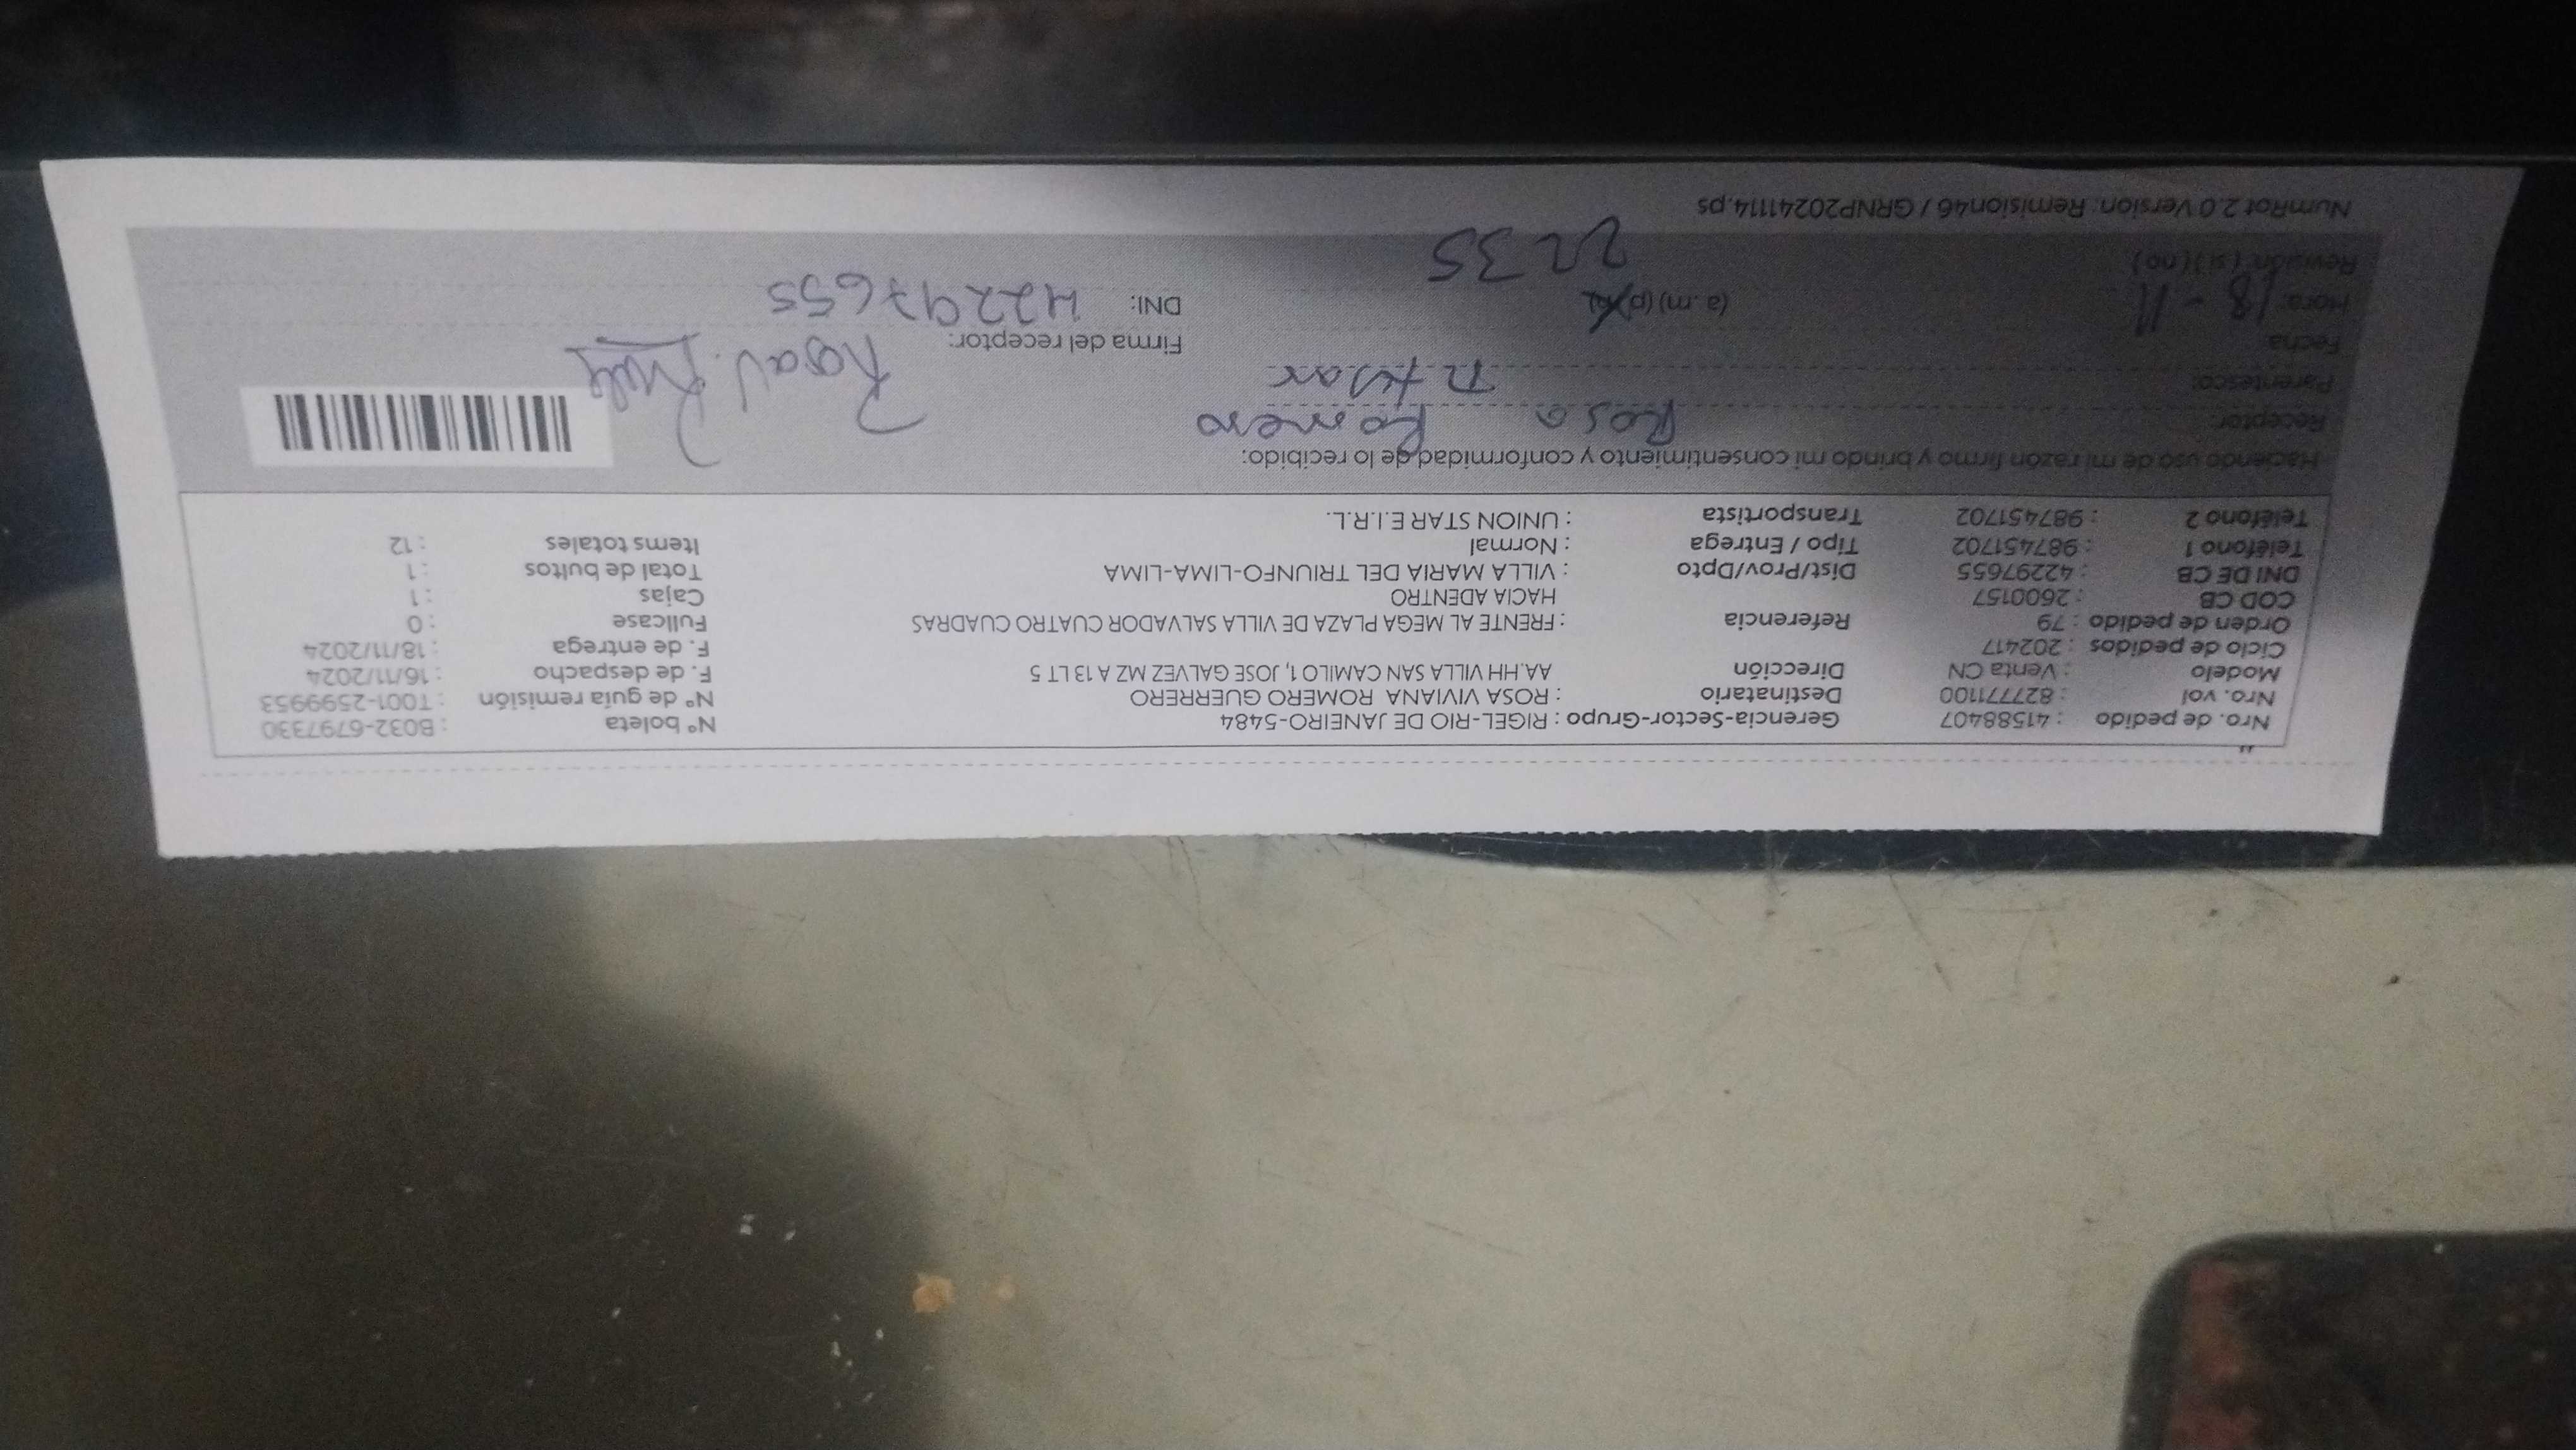 "
Nro. de pedido : 41588407 Gerencia-Sector-Grupo : RIGEL-RIO DE JANEIRO-5484 N° boleta : B032-6797330
Nro. vol : 8277771100 Destinatario : ROSA VIVIANA ROMERO GUERRERO N° de guía remisión : T001-2599953
Modelo : Venta CN Dirección AA.HH VILLA SAN CAMILO 1, JOSE GALVEZ MZ A 13 LT 5 F. de despacho : 16/11/2024
Ciclo de pedidos : 202417 F. de entrega : 18/11/2024
Orden de pedido : 79 Referencia : FRENTE AL MEGA PLAZA DE VILLA SALVADOR CUATRO CUADRAS Fullcase : 0
COD CB : 2600157 HACIA ADENTRO Cajas : 1
DNI DE CB : 42297655 Dist/Prov/Dpto : VILLA MARIA DEL TRIUNFO-LIMA-LIMA Total de bultos : 1
Teléfono 1 : 987451702 Tipo / Entrega : Normal Items totales : 12
Teléfono 2 : 987451702 Transportista : UNION STAR E.I.R.L.
Haciendo uso de mi razón firmo y brindo mi consentimiento y conformidad de lo recibido:
Receptor: Rosa Romero
Parentesco: Titular
Fecha Firma del receptor:
Hora: 18 - 11 (a. m) (p. m) DNI: 42297655
Revisión: (si) (no) 2235
NumRot 2.0 Version: Remision46 / GRNP20241114.ps